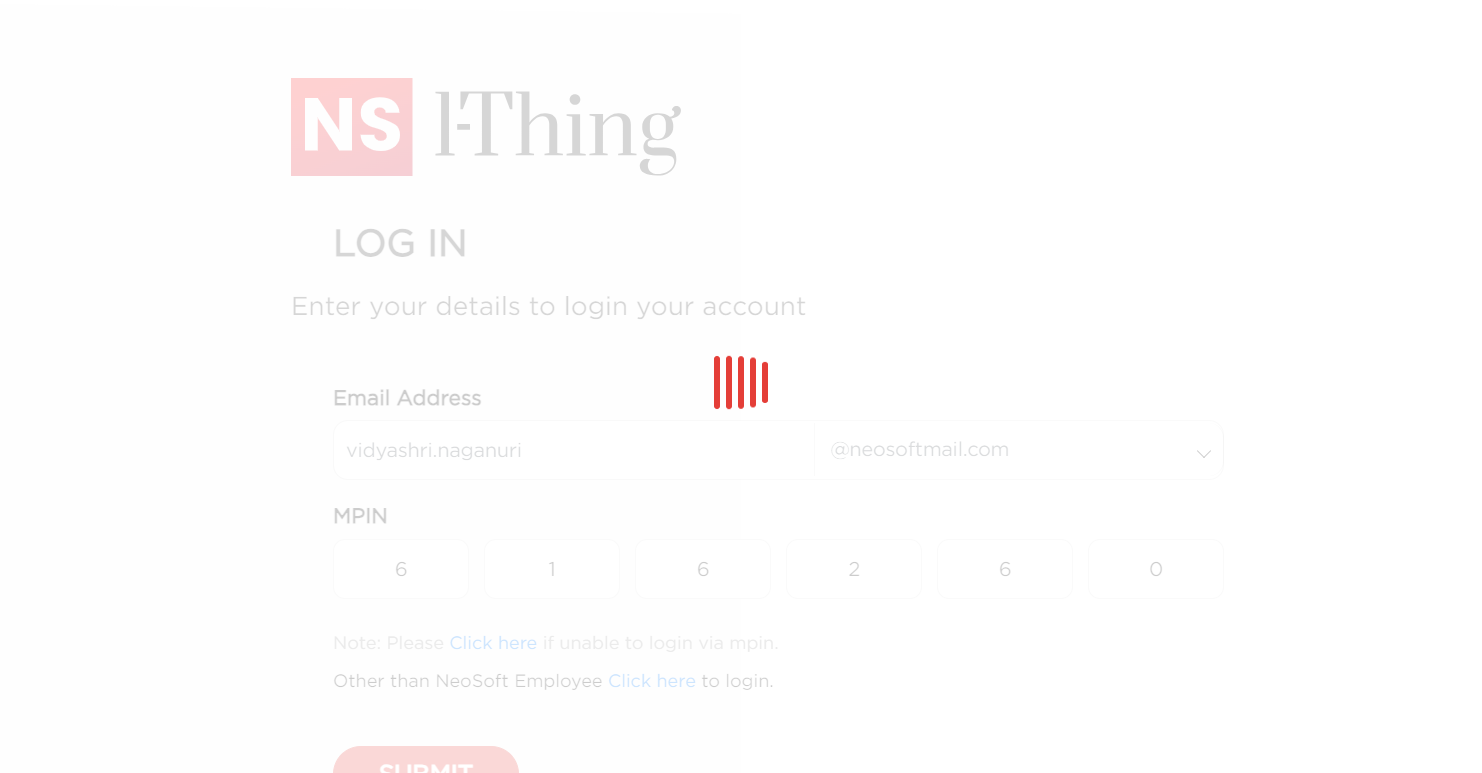 NS I-Thing
LOG IN
Enter your details to login your account
Email Address
vidyashri.naganuri @neosoftmail.com
MPIN
6 1 6 2 6 0
Note: Please Click here if unable to login via mpin.
Other than NeoSoft Employee Click here to login.
SUBMIT